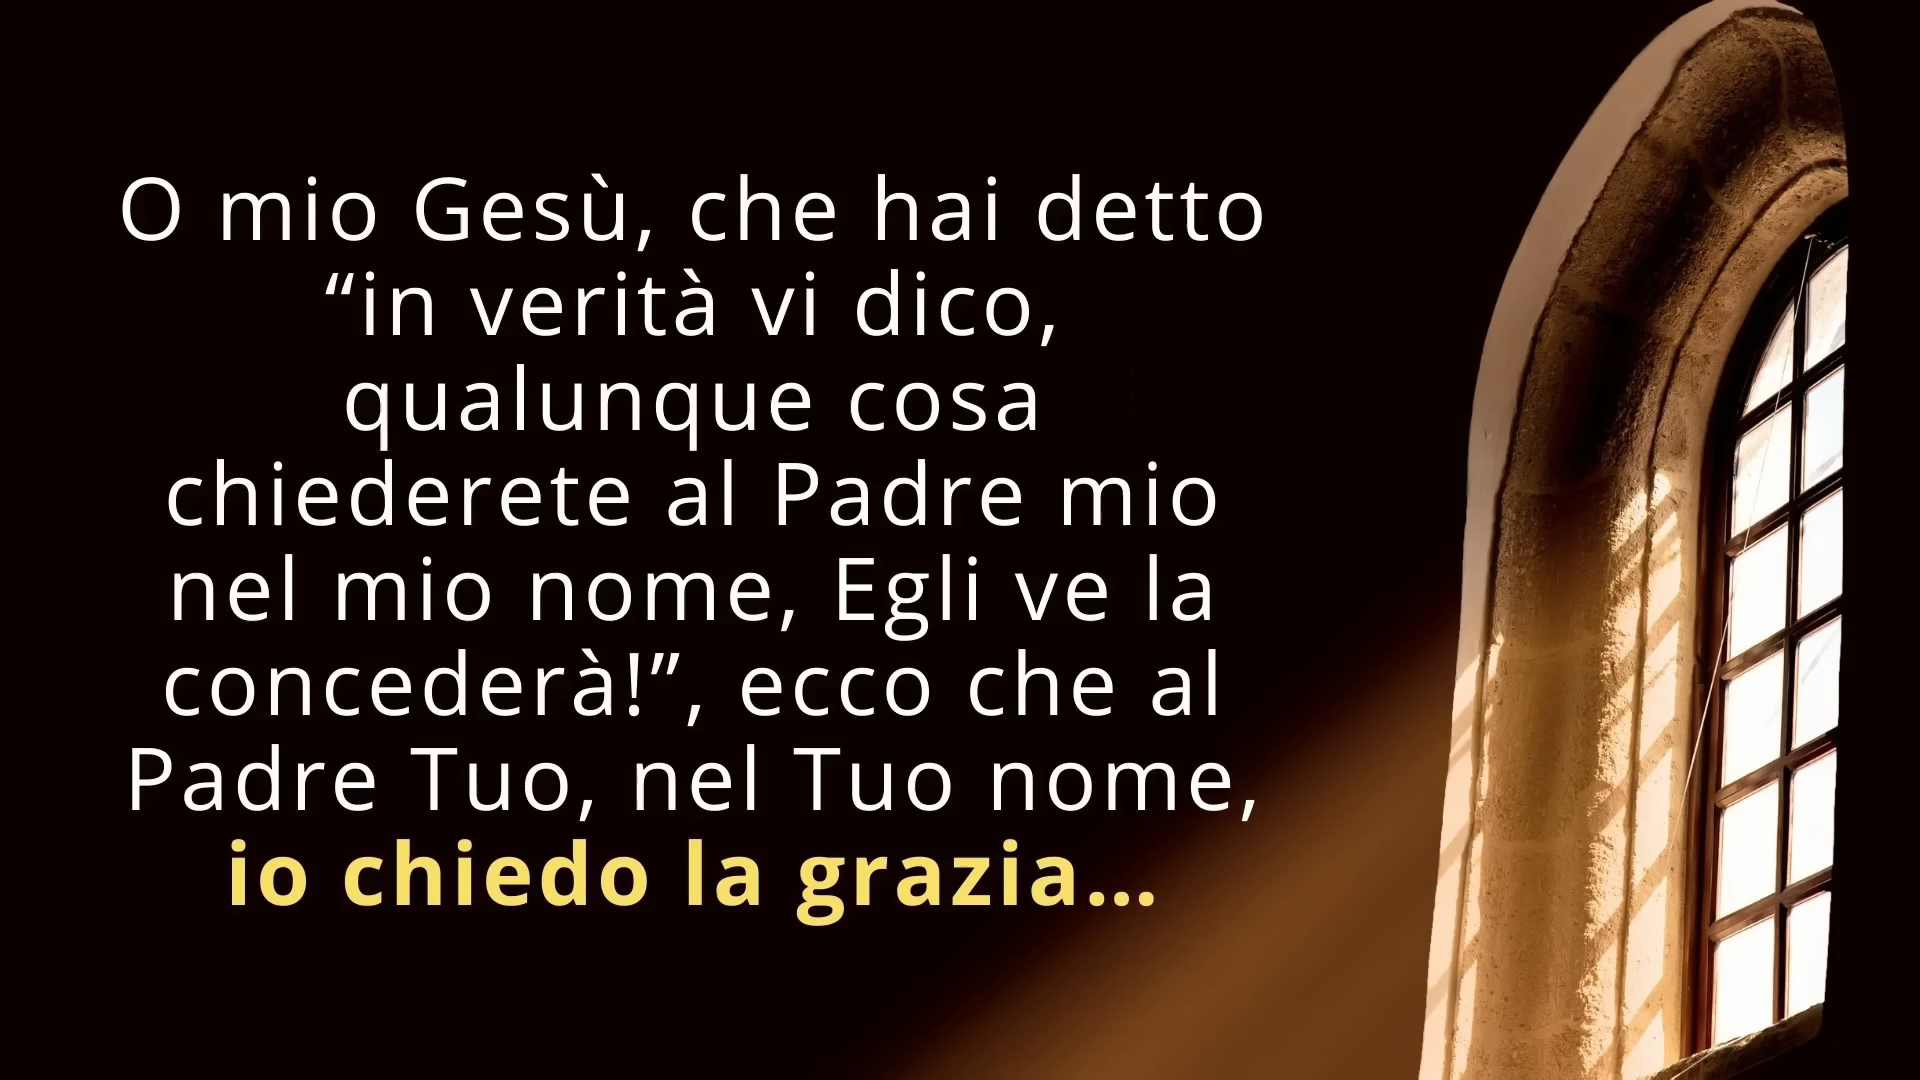 O mio Gesù, che hai detto
“in verità vi dico,
qualunque cosa
chiederete al Padre mio
nel mio nome, Egli ve la
concederà!”, ecco che al
Padre Tuo, nel Tuo nome,
io chiedo la grazia...